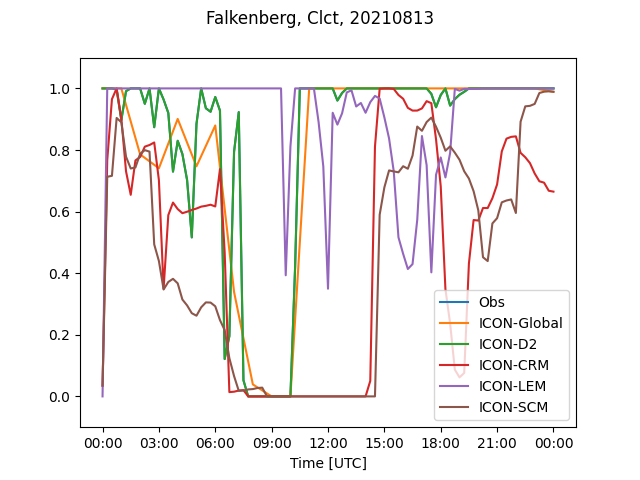 Falkenberg, Clct, 20210813
1.0
0.8
0.6
0.4
0.2
0.0
Obs
ICON-Global
ICON-D2
ICON-CRM
ICON-LEM
ICON-SCM
00:00 03:00 06:00 09:00 12:00 15:00 18:00 21:00 00:00
Time [UTC]